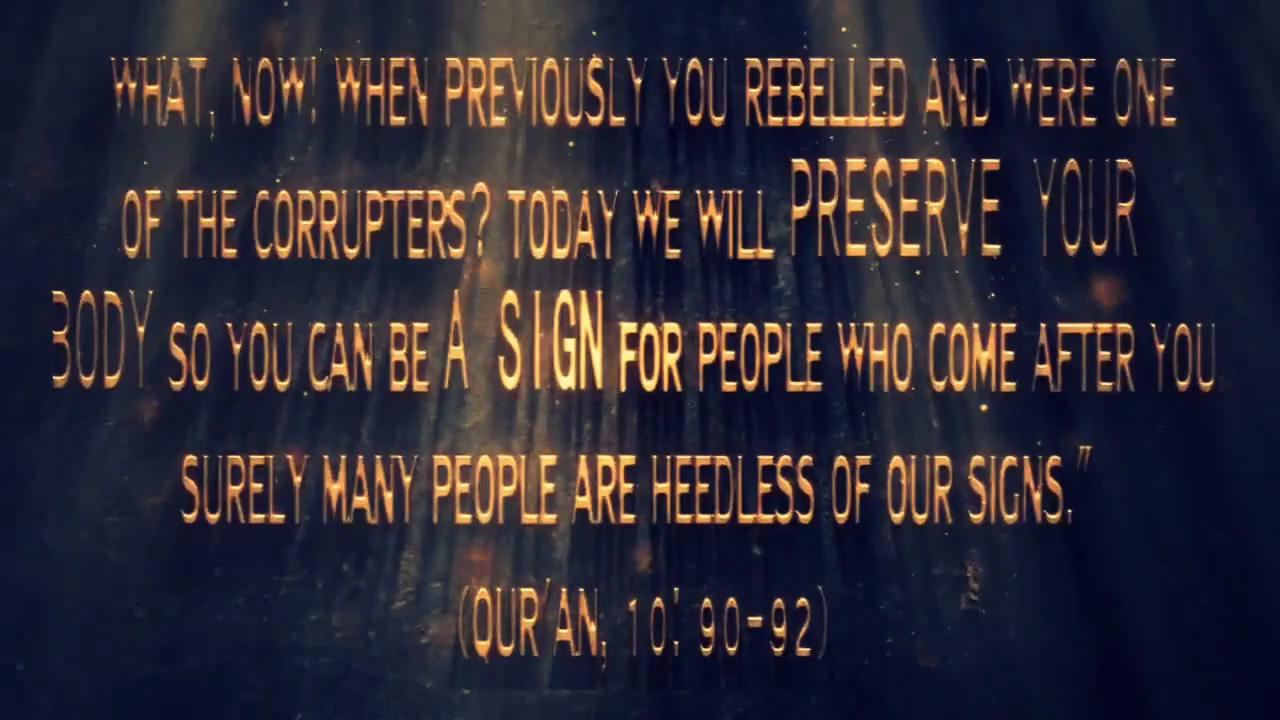 WHAT, NOW! WHEN PREVIOUSLY YOU REBELLED AND WERE ONE
OF THE CORRUPTERS? TODAY WE WILL PRESERVE YOUR
BODY SO YOU CAN BE A SIGN FOR PEOPLE WHO COME AFTER YOU.
SURELY MANY PEOPLE ARE HEEDLESS OF OUR SIGNS."
(QUR'AN, 10: 90-92)